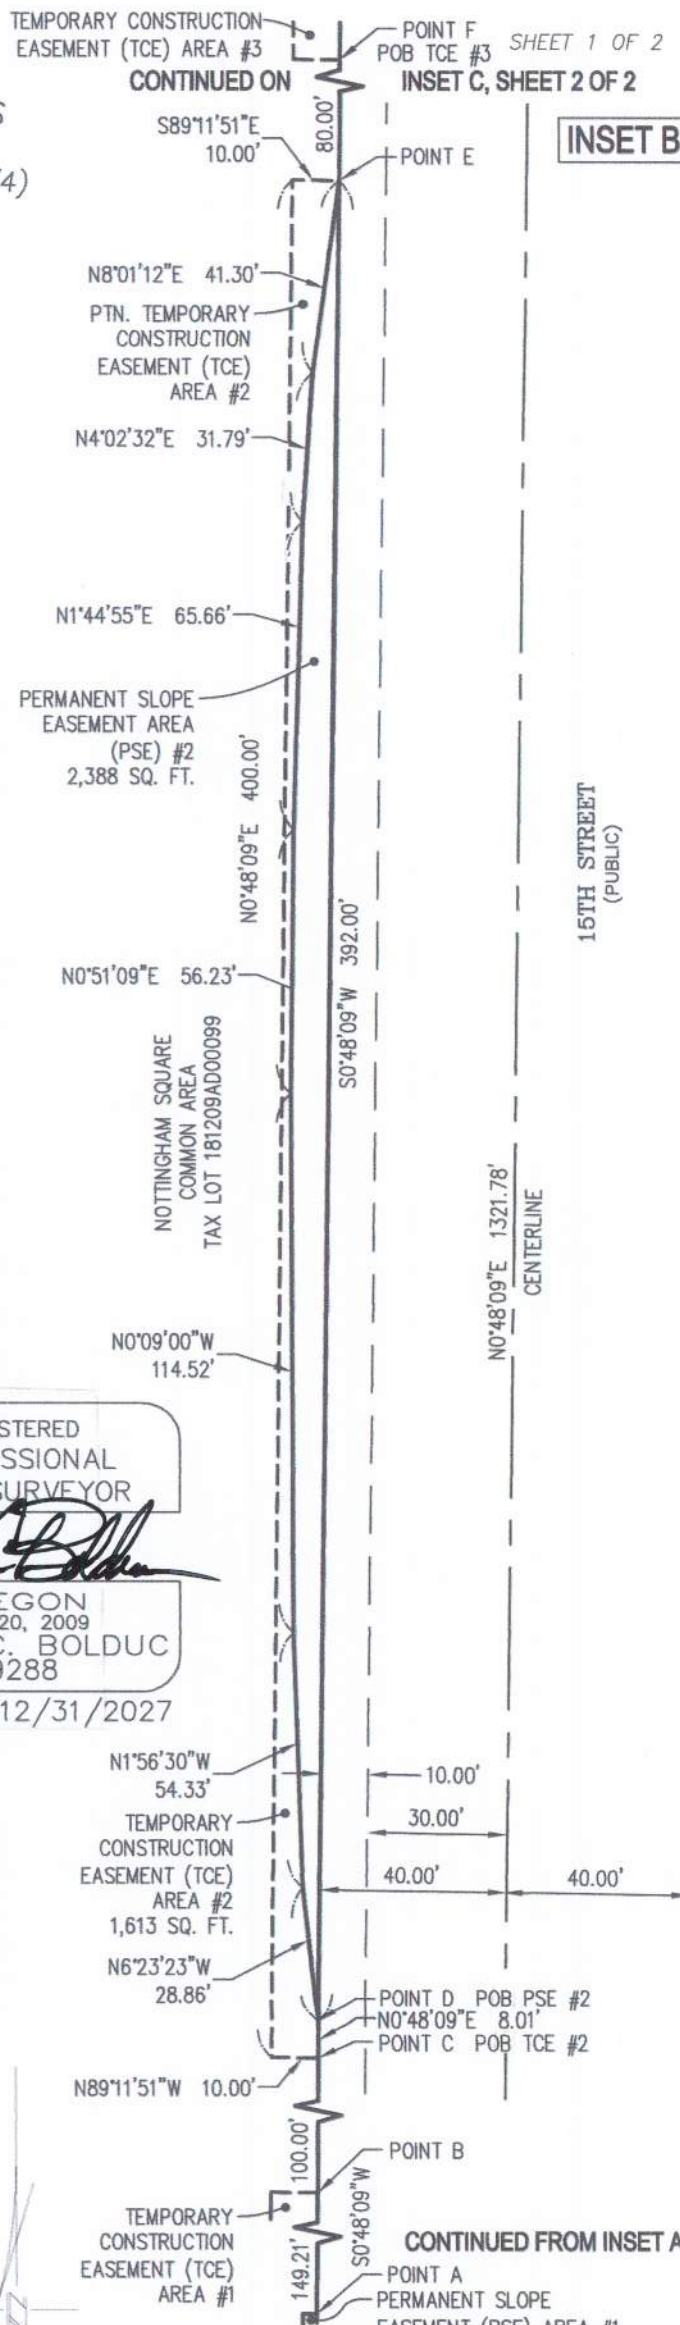 TEMPORARY CONSTRUCTION
EASEMENT (TCE) AREA #3
POINT F
POB TCE #3
SHEET 1 OF 2
CONTINUED ON
INSET C, SHEET 2 OF 2
S
/4)
INSET B
S89°11'51"E
10.00'
80.00'
POINT E
N8°01'12"E 41.30'
PTN. TEMPORARY
CONSTRUCTION
EASEMENT (TCE)
AREA #2
N4°02'32"E 31.79'
N1°44'55"E 65.66'
PERMANENT SLOPE
EASEMENT AREA
(PSE) #2
2,388 SQ. FT.
N0°48'09"E 400.00'
15TH STREET
(PUBLIC)
N0°51'09"E 56.23'
S0°48'09"W 392.00'
NOTTINGHAM SQUARE
COMMON AREA
TAX LOT 181209AD00099
N0°48'09"E 1321.78'
CENTERLINE
N0°09'00"W
114.52'
STERED
SSIONAL
SURVEYOR
EGON
20, 2009
C. BOLDUC
9288
12/31/2027
N1°56'30"W
54.33'
10.00'
30.00'
40.00'
40.00'
TEMPORARY
CONSTRUCTION
EASEMENT (TCE)
AREA #2
1,613 SQ. FT.
N6°23'23"W
28.86'
POINT D POB PSE #2
N0°48'09"E 8.01'
POINT C POB TCE #2
N89°11'51"W 10.00'
100.00'
POINT B
S0°48'09"W
TEMPORARY
CONSTRUCTION
EASEMENT (TCE)
AREA #1
149.21'
CONTINUED FROM INSET A
POINT A
PERMANENT SLOPE
EASEMENT (PSE) AREA #1